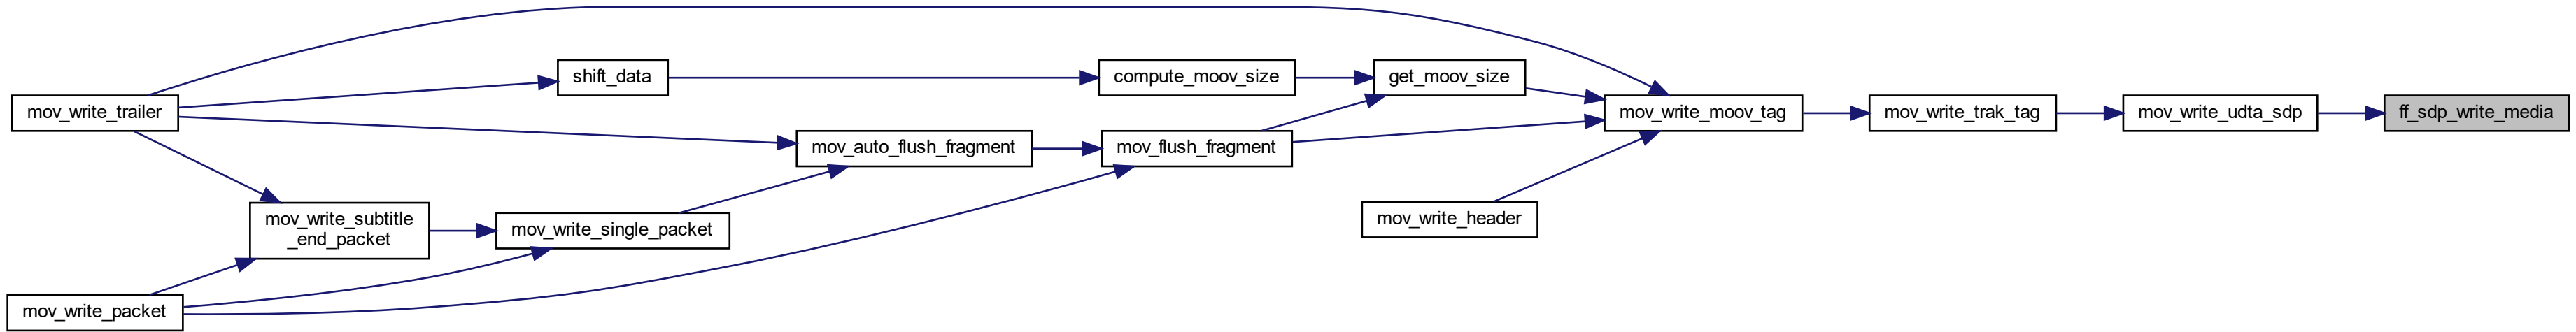 shift_data
compute_moov_size
get_moov_size
mov_write_trailer
mov_write_moov_tag
mov_write_trak_tag
mov_write_udta_sdp
ff_sdp_write_media
mov_auto_flush_fragment
mov_flush_fragment
mov_write_subtitle
_end_packet
mov_write_single_packet
mov_write_header
mov_write_packet